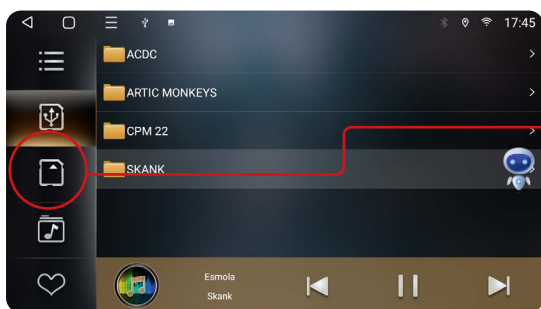 17:45
ACDC
ARTIC MONKEYS
CPM 22
SKANK
Esmola
Skank